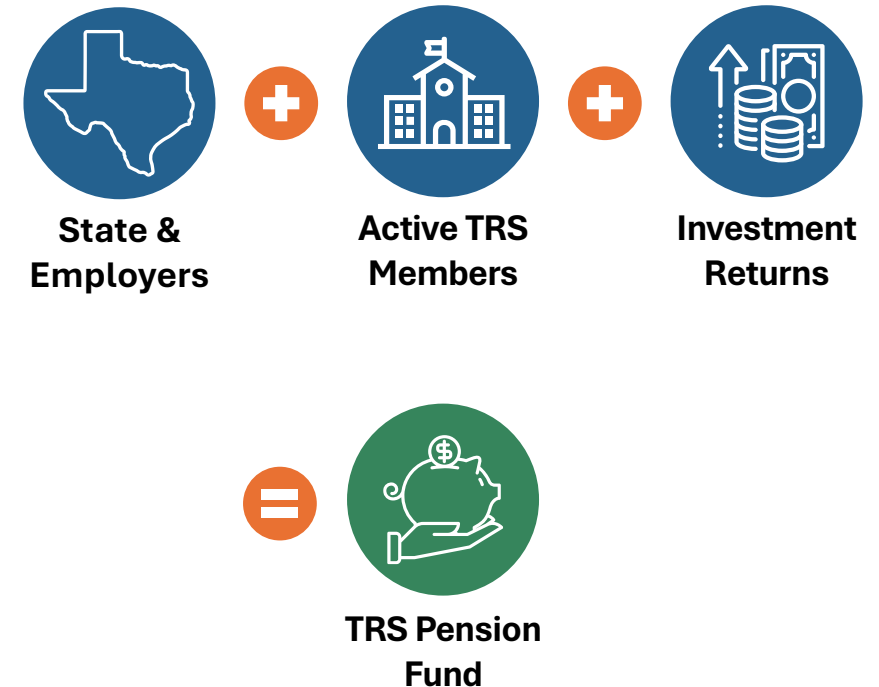 State &
Employers
Active TRS
Members
Investment
Returns
$
TRS Pension
Fund